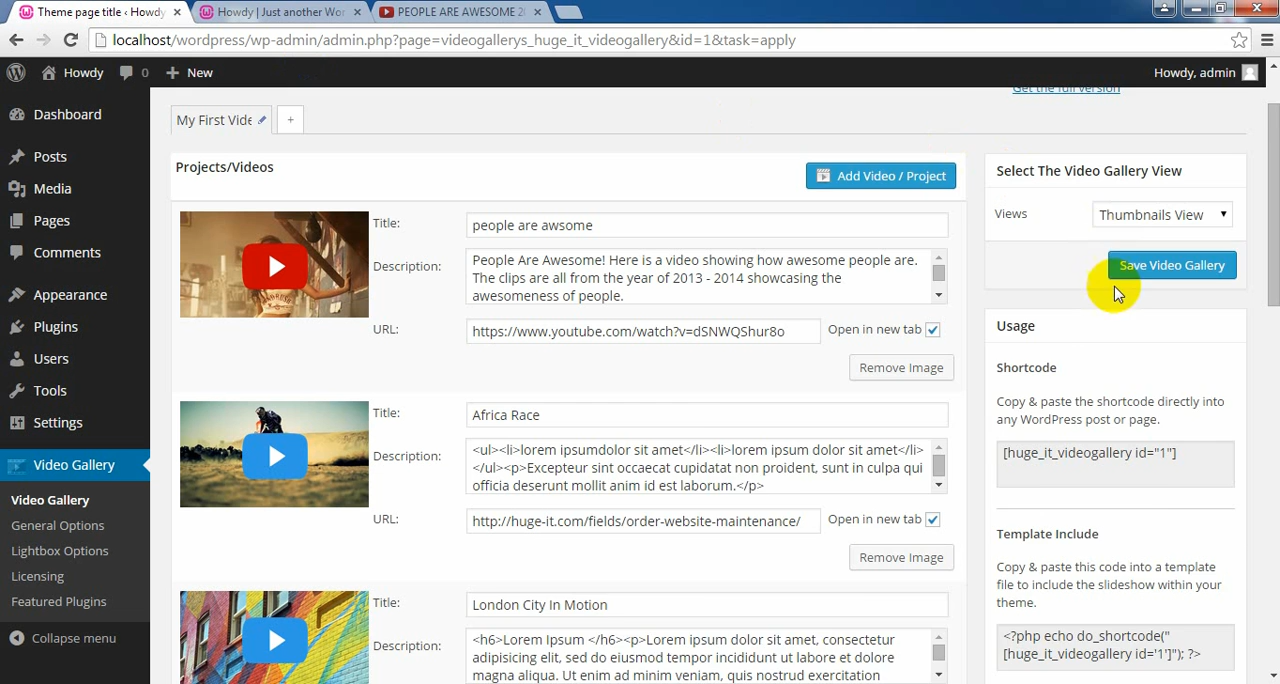 Theme page title ‹ Howdy
Howdy | Just another Wor
PEOPLE ARE AWESOME 20
localhost/wordpress/wp-admin/admin.php?page=videogallerys_huge_it_videogallery&id=1&task=apply
Howdy
0
New
Howdy, admin
Dashboard
Posts
Media
Pages
Comments
Appearance
Plugins
Users
Tools
Settings
Video Gallery
Video Gallery
General Options
Lightbox Options
Licensing
Featured Plugins
Collapse menu
Get the full version
My First Vide
+
Projects/Videos
Add Video / Project
Title:
people are awsome
Description:
People Are Awesome! Here is a video showing how awesome people are.
The clips are all from the year of 2013 - 2014 showcasing the
awesomeness of people.
URL:
https://www.youtube.com/watch?v=dSNWQShur8o
Open in new tab
Remove Image
Title:
Africa Race
Description:
<ul><li>lorem ipsumdolor sit amet</li><li>lorem ipsum dolor sit amet</li>
</ul><p>Excepteur sint occaecat cupidatat non proident, sunt in culpa qui
officia deserunt mollit anim id est laborum.</p>
URL:
http://huge-it.com/fields/order-website-maintenance/
Open in new tab
Remove Image
Title:
London City In Motion
Description:
<h6>Lorem Ipsum </h6><p>Lorem ipsum dolor sit amet, consectetur
adipisicing elit, sed do eiusmod tempor incididunt ut labore et dolore
magna aliqua. Ut enim ad minim veniam, quis nostrud exercitation
Select The Video Gallery View
Views
Thumbnails View
Save Video Gallery
Usage
Shortcode
Copy & paste the shortcode directly into
any WordPress post or page.
[huge_it_videogallery id="1"]
Template Include
Copy & paste this code into a template
file to include the slideshow within your
theme.
<?php echo do_shortcode("
[huge_it_videogallery id='1']"); ?>